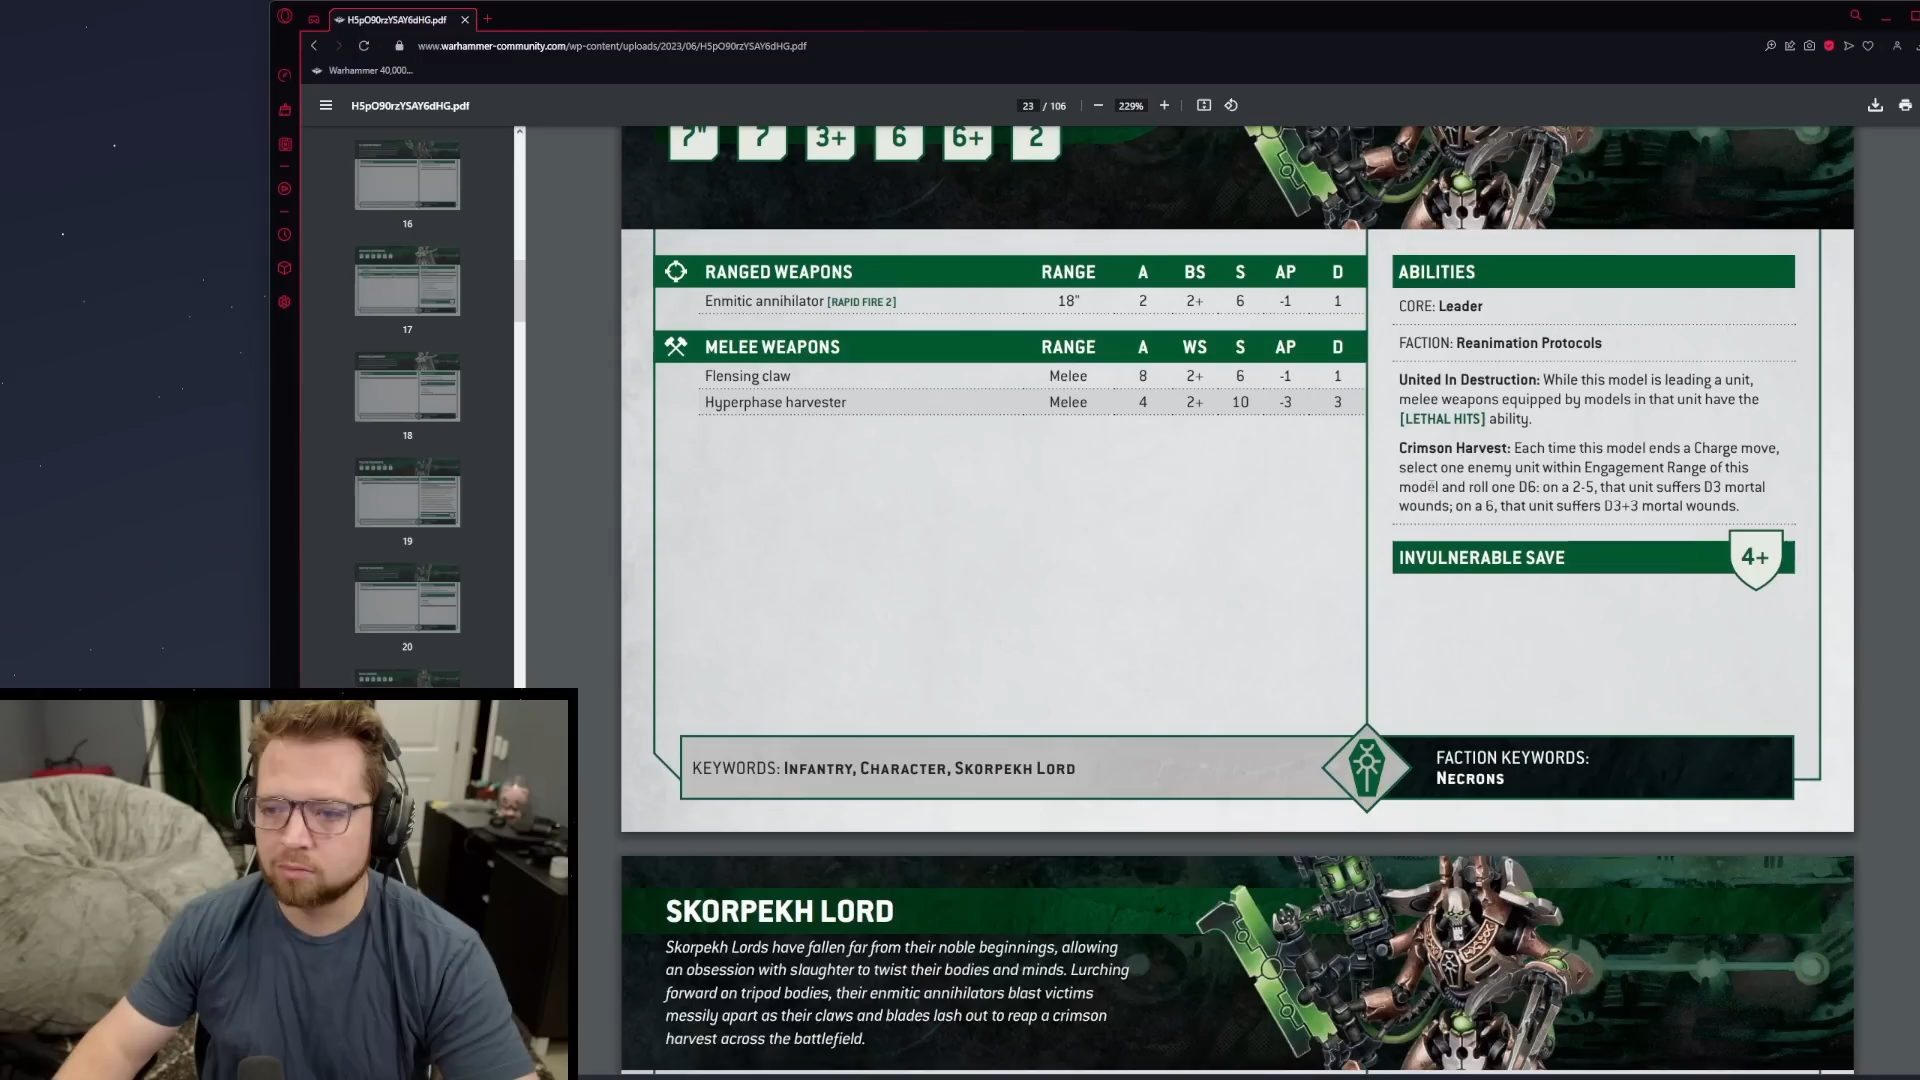 H5pO90rzYSAY6dHG.pdf
www.warhammer-community.com/wp-content/uploads/2023/06/H5pO90rzYSAY6dHG.pdf
Warhammer 40,000...
H5pO90rzYSAY6dHG.pdf
23 / 106
229%
16
17
18
19
20
7" 7 3+ 6 6+ 2
RANGED WEAPONS RANGE A BS S AP D
Enmitic annihilator [RAPID FIRE 2] 18" 2 2+ 6 -1 1
MELEE WEAPONS RANGE A WS S AP D
Flensing claw Melee 8 2+ 6 -1 1
Hyperphase harvester Melee 4 2+ 10 -3 3
ABILITIES
CORE: Leader
FACTION: Reanimation Protocols
United In Destruction: While this model is leading a unit,
melee weapons equipped by models in that unit have the
[LETHAL HITS] ability.
Crimson Harvest: Each time this model ends a Charge move,
select one enemy unit within Engagement Range of this
model and roll one D6: on a 2-5, that unit suffers D3 mortal
wounds; on a 6, that unit suffers D3+3 mortal wounds.
INVULNERABLE SAVE 4+
KEYWORDS: INFANTRY, CHARACTER, SKORPEKH LORD
FACTION KEYWORDS:
NECRONS
SKORPEKH LORD
Skorpekh Lords have fallen far from their noble beginnings, allowing
an obsession with slaughter to twist their bodies and minds. Lurching
forward on tripod bodies, their enmitic annihilators blast victims
messily apart as their claws and blades lash out to reap a crimson
harvest across the battlefield.